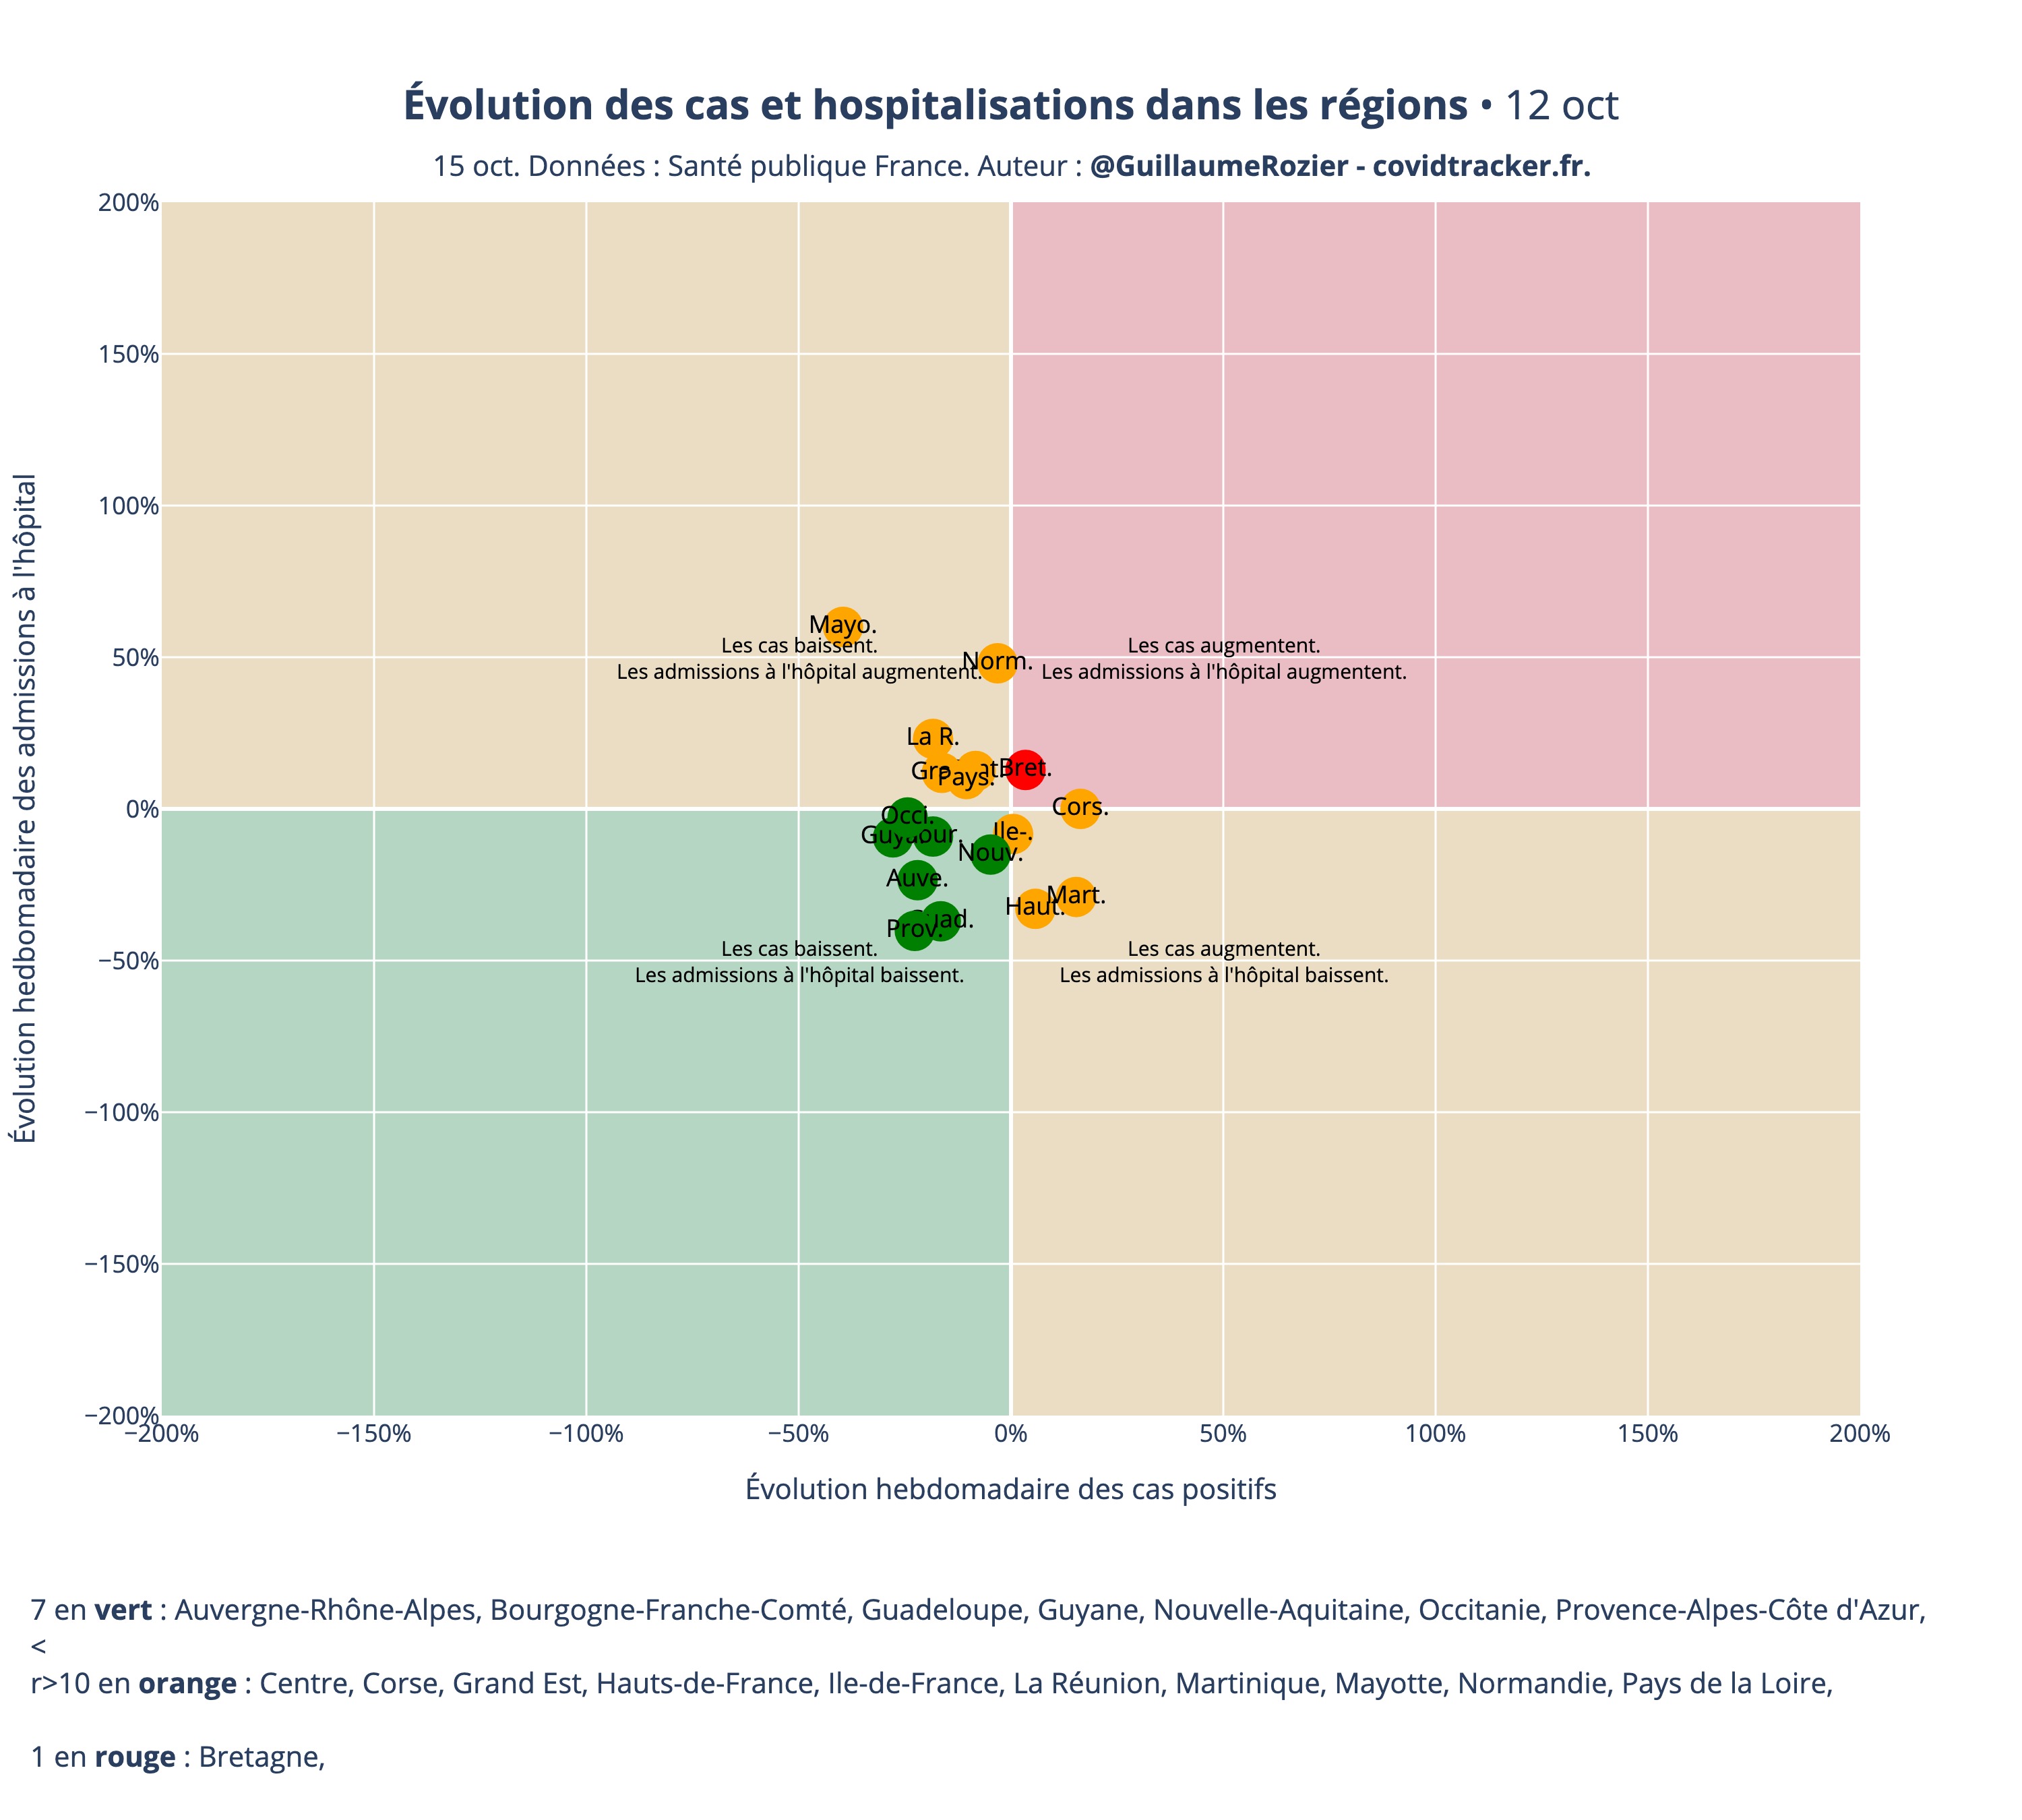 Évolution des cas et hospitalisations dans les régions • 12 oct
15 oct. Données : Santé publique France. Auteur : @GuillaumeRozier - covidtracker.fr.
Évolution hedbomadaire des admissions à l'hôpital
200%
150%
100%
50%
0%
−50%
−100%
−150%
−200%
Mayo.
Les cas baissent.
Les admissions à l'hôpital augmentent.
Norm.
Les cas augmentent.
Les admissions à l'hôpital augmentent.
La R.
Pays.
Bret.
Cors.
Occi.
Ile-.
Nouv.
Auve.
Mart.
Haut.
Prov.
Les cas baissent.
Les admissions à l'hôpital baissent.
Les cas augmentent.
Les admissions à l'hôpital baissent.
−200%
−150%
−100%
−50%
0%
50%
100%
150%
200%
Évolution hebdomadaire des cas positifs
7 en vert : Auvergne-Rhône-Alpes, Bourgogne-Franche-Comté, Guadeloupe, Guyane, Nouvelle-Aquitaine, Occitanie, Provence-Alpes-Côte d'Azur,
<
r>10 en orange : Centre, Corse, Grand Est, Hauts-de-France, Ile-de-France, La Réunion, Martinique, Mayotte, Normandie, Pays de la Loire,
1 en rouge : Bretagne,